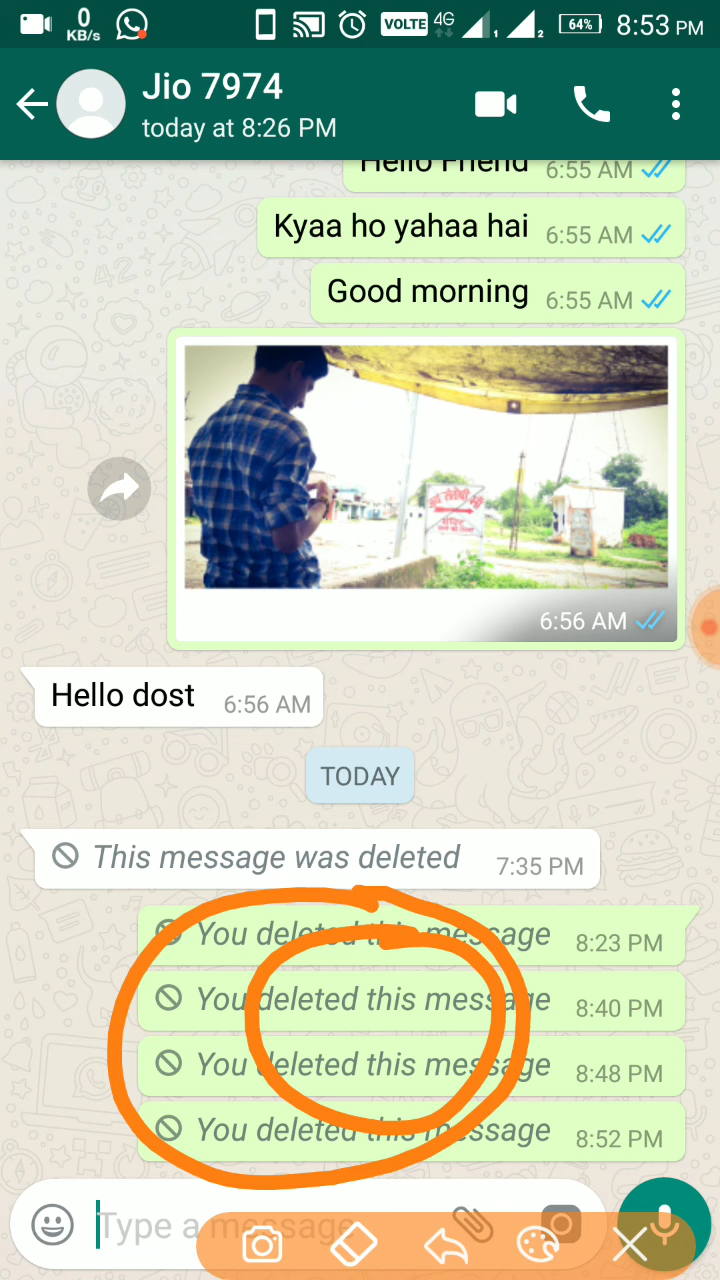 0
KB/s
VOLTE
4G
1
2
64%
8:53 PM
Jio 7974
today at 8:26 PM
Hello Friend 6:55 AM
Kyaa ho yahaa hai 6:55 AM
Good morning 6:55 AM
6:56 AM
Hello dost 6:56 AM
TODAY
This message was deleted 7:35 PM
You deleted this message 8:23 PM
You deleted this message 8:40 PM
You deleted this message 8:48 PM
You deleted this message 8:52 PM
Type a message